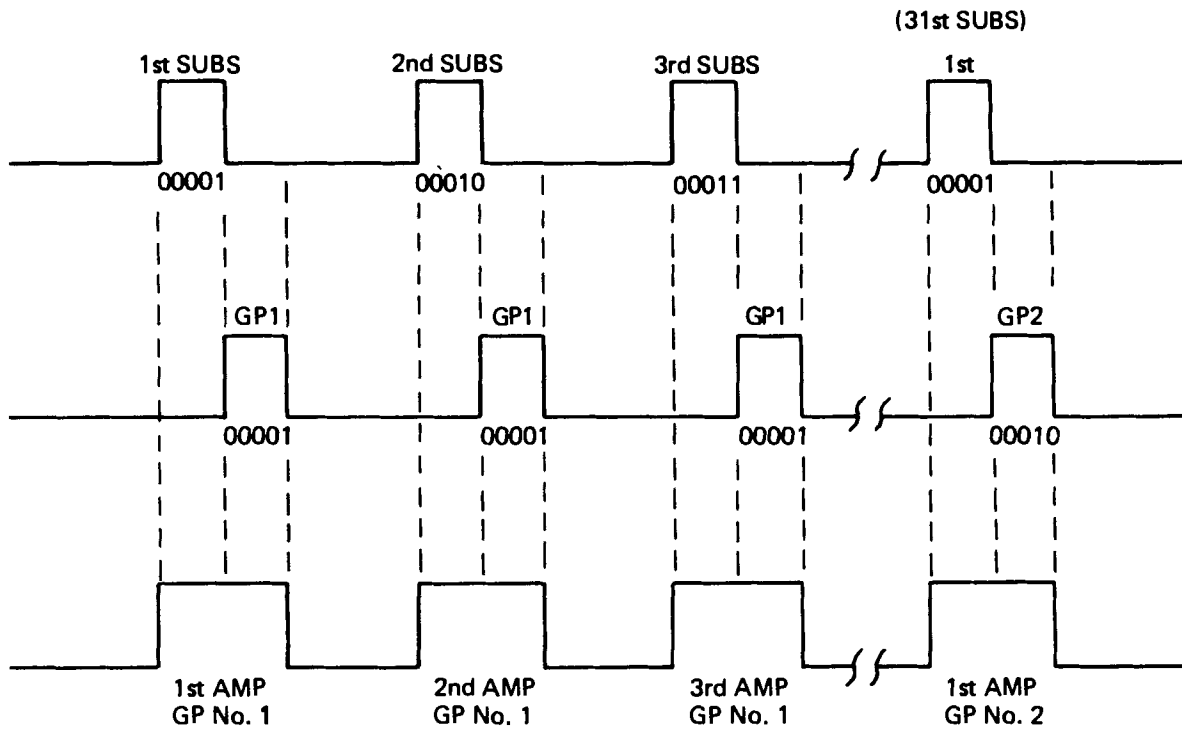 (31st SUBS)
1st SUBS 2nd SUBS 3rd SUBS 1st
00001 00010 00011 00001
GP1 GP1 GP1 GP2
00001 00001 00001 00010
1st AMP 2nd AMP 3rd AMP 1st AMP
GP No. 1 GP No. 1 GP No. 1 GP No. 2